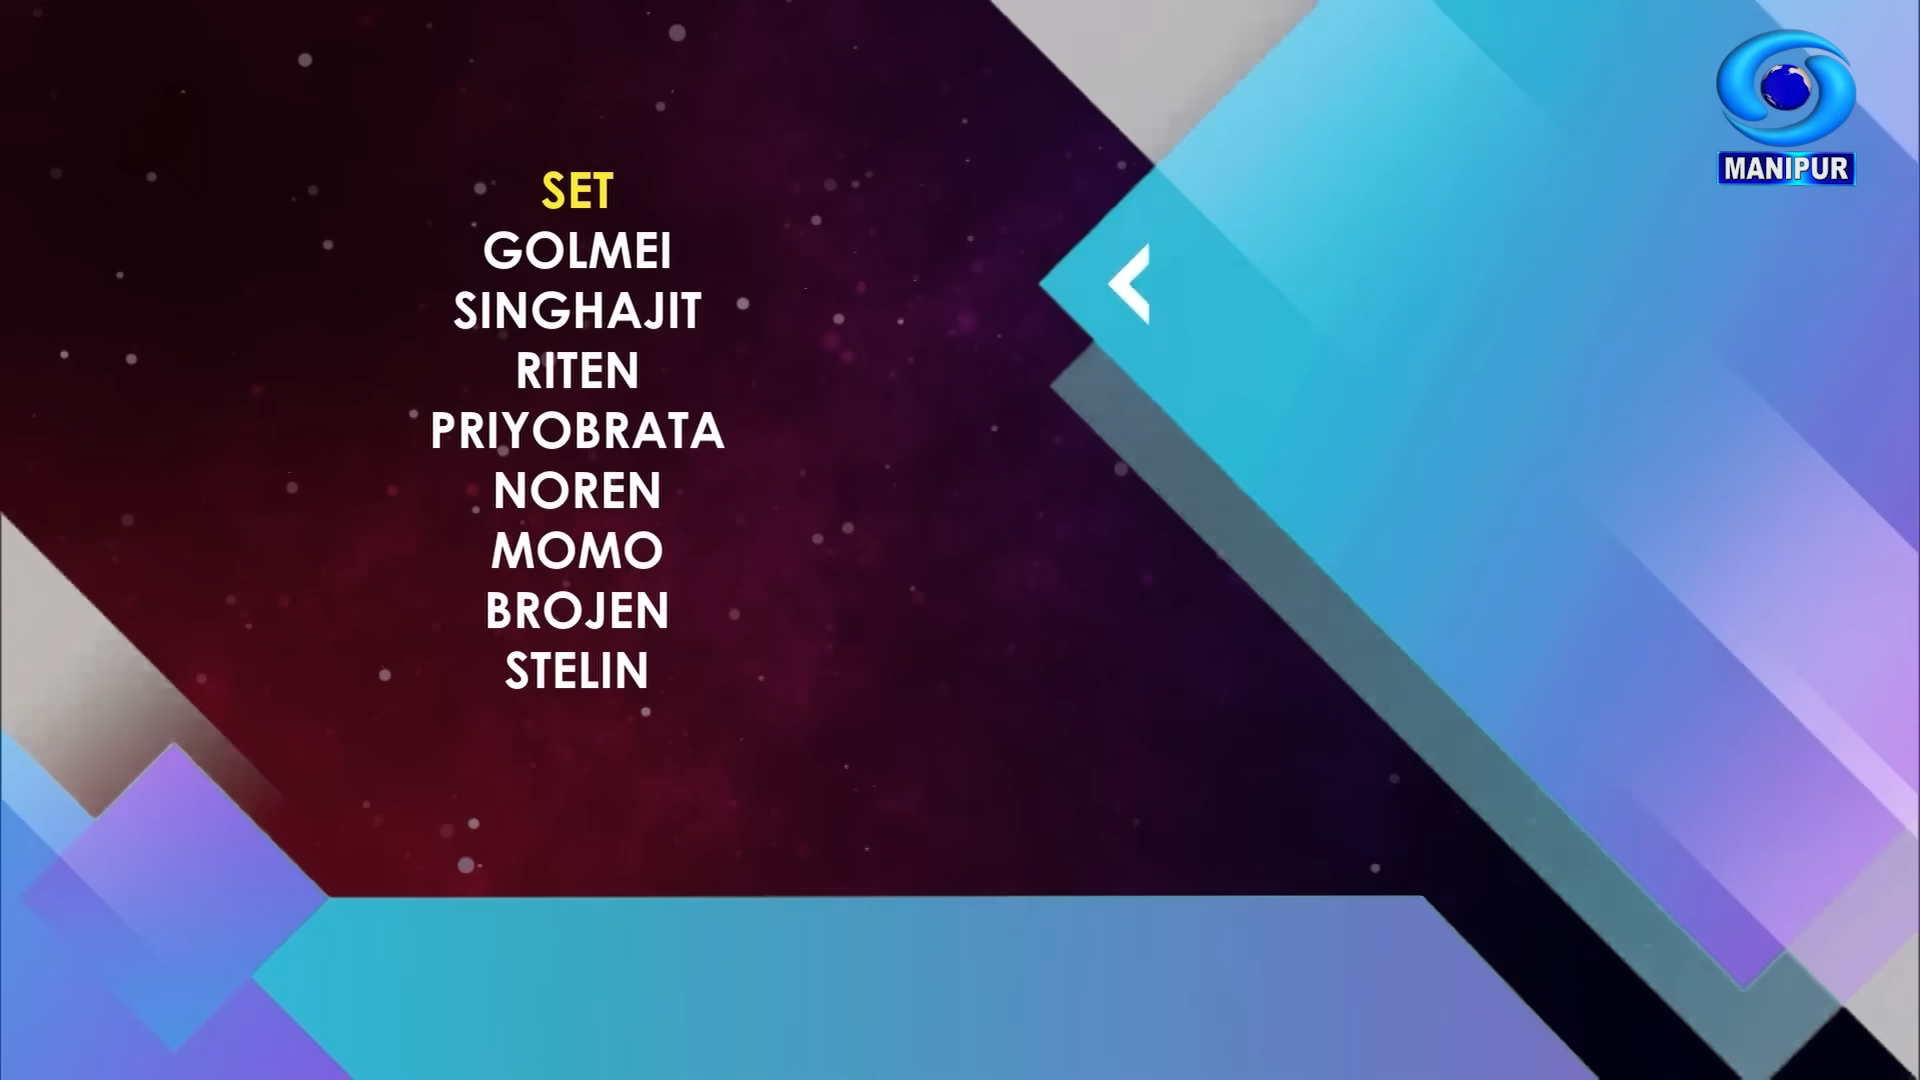 MANIPUR
SET
GOLMEI
SINGHAJIT
RITEN
PRIYOBRATA
NOREN
MOMO
BROJEN
STELIN